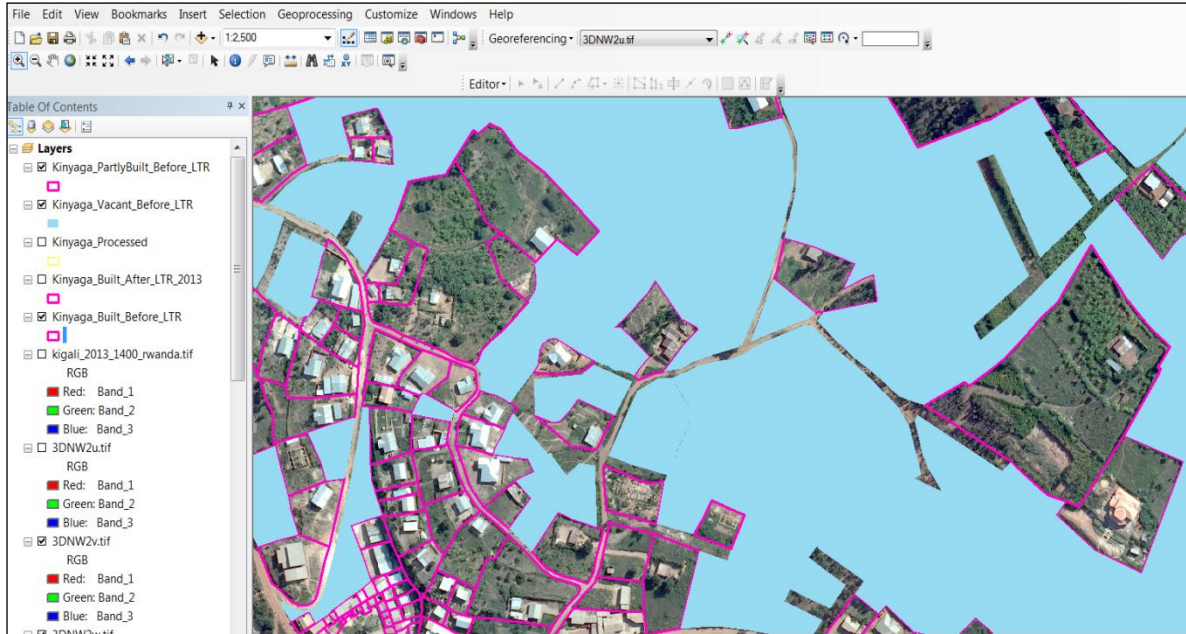 File Edit View Bookmarks Insert Selection Geoprocessing Customize Windows Help
1:2,500 Georeferencing 3DNW2u.tif
Editor
Table Of Contents
Layers
Kinyaga_PartlyBuilt_Before_LTR
Kinyaga_Vacant_Before_LTR
Kinyaga_Processed
Kinyaga_Built_After_LTR_2013
Kinyaga_Built_Before_LTR
kigali_2013_1400_rwanda.tif
RGB
Red: Band_1
Green: Band_2
Blue: Band_3
3DNW2u.tif
RGB
Red: Band_1
Green: Band_2
Blue: Band_3
3DNW2v.tif
RGB
Red: Band_1
Green: Band_2
Blue: Band_3